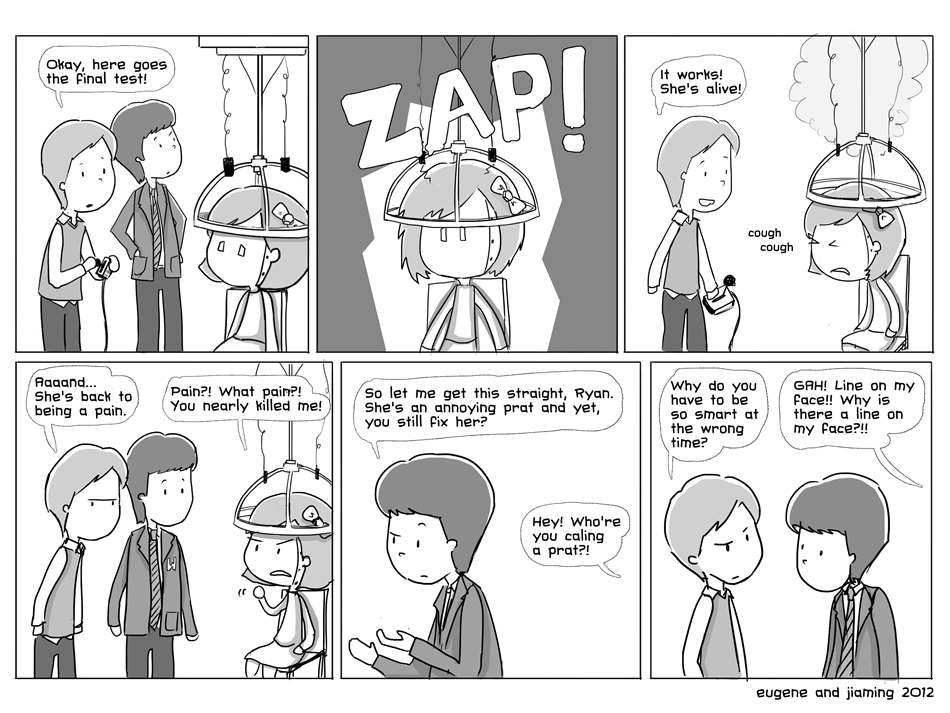 Okay, here goes
the final test!
ZAP!
It works!
She's alive!
cough
cough
Aaaand...
She's back to
being a pain.
Pain?! What pain?!
You nearly killed me!
H
So let me get this straight, Ryan.
She's an annoying prat and yet,
you still fix her?
Hey! Who're
you caling
a prat?!
Why do you
have to be
so smart at
the wrong
time?
GAH! Line on my
face!! Why is
there a line on
my face?!!
eugene and jiaming 2012